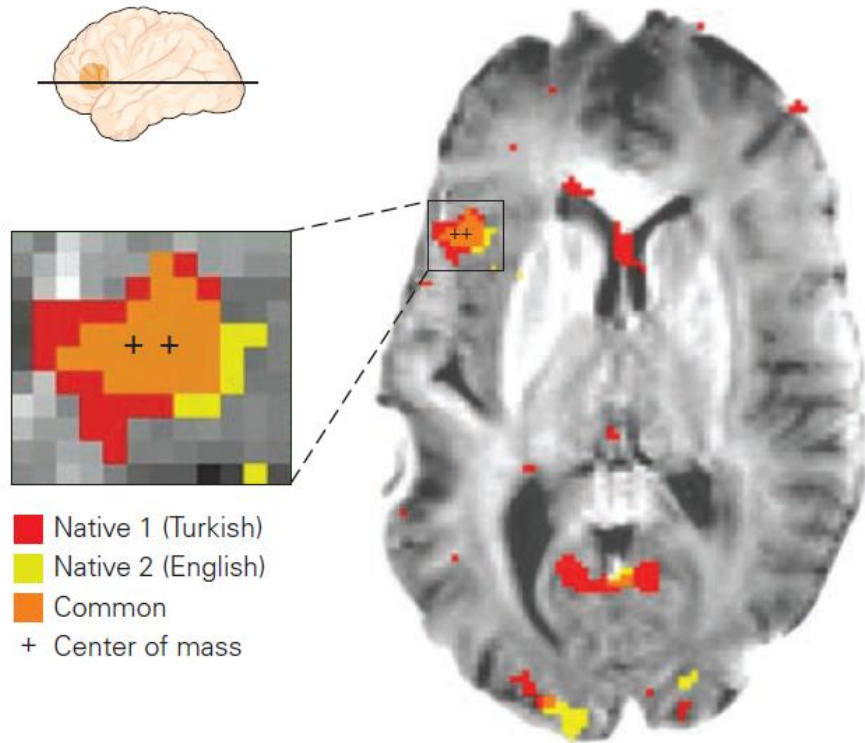 Native 1 (Turkish)
Native 2 (English)
Common
+ Center of mass